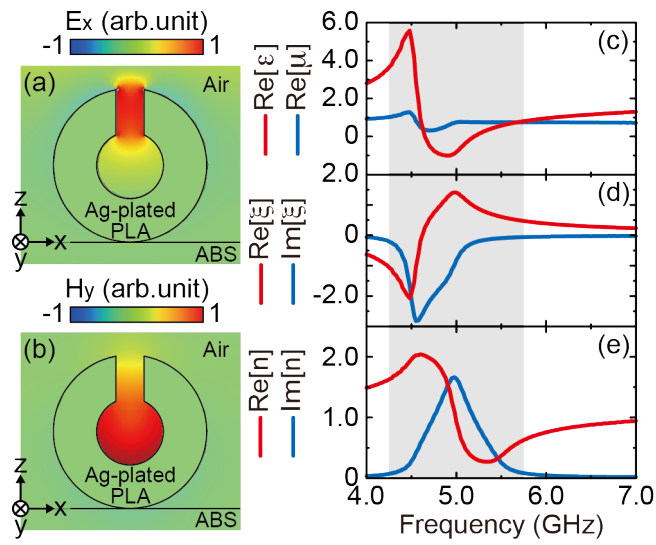 Ex (arb.unit)
-1 1
(a) Air
Ag-plated
PLA
z
x
y
ABS
Hy (arb.unit)
-1 1
(b) Air
Ag-plated
PLA
z
x
y
ABS
Re[ε]
Re[μ]
Re[ξ]
Im[ξ]
Re[n]
Im[n]
(c)
6.0
4.0
2.0
0
2.0
(d)
0
-2.0
(e)
2.0
1.0
0
4.0 5.0 6.0 7.0
Frequency (GHz)